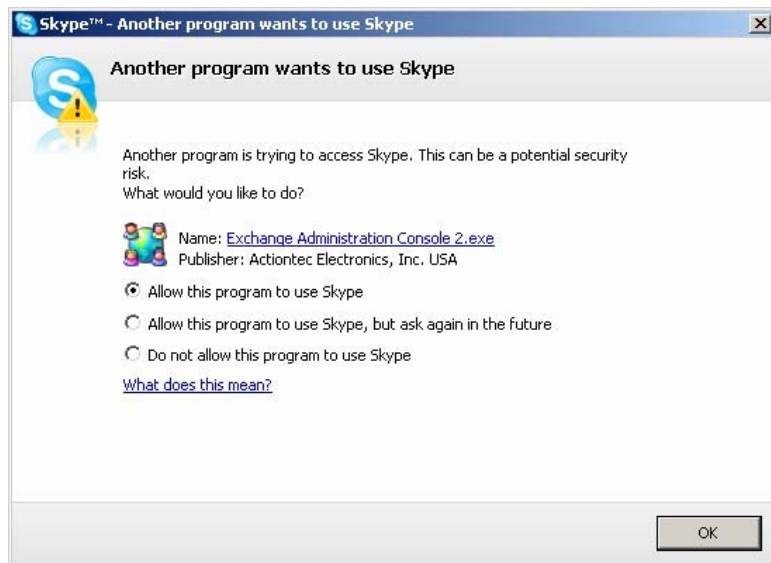 Skype™ - Another program wants to use Skype
Another program wants to use Skype
Another program is trying to access Skype. This can be a potential security
risk.
What would you like to do?
Name: Exchange Administration Console 2.exe
Publisher: Actiontec Electronics, Inc. USA
Allow this program to use Skype
Allow this program to use Skype, but ask again in the future
Do not allow this program to use Skype
What does this mean?
OK